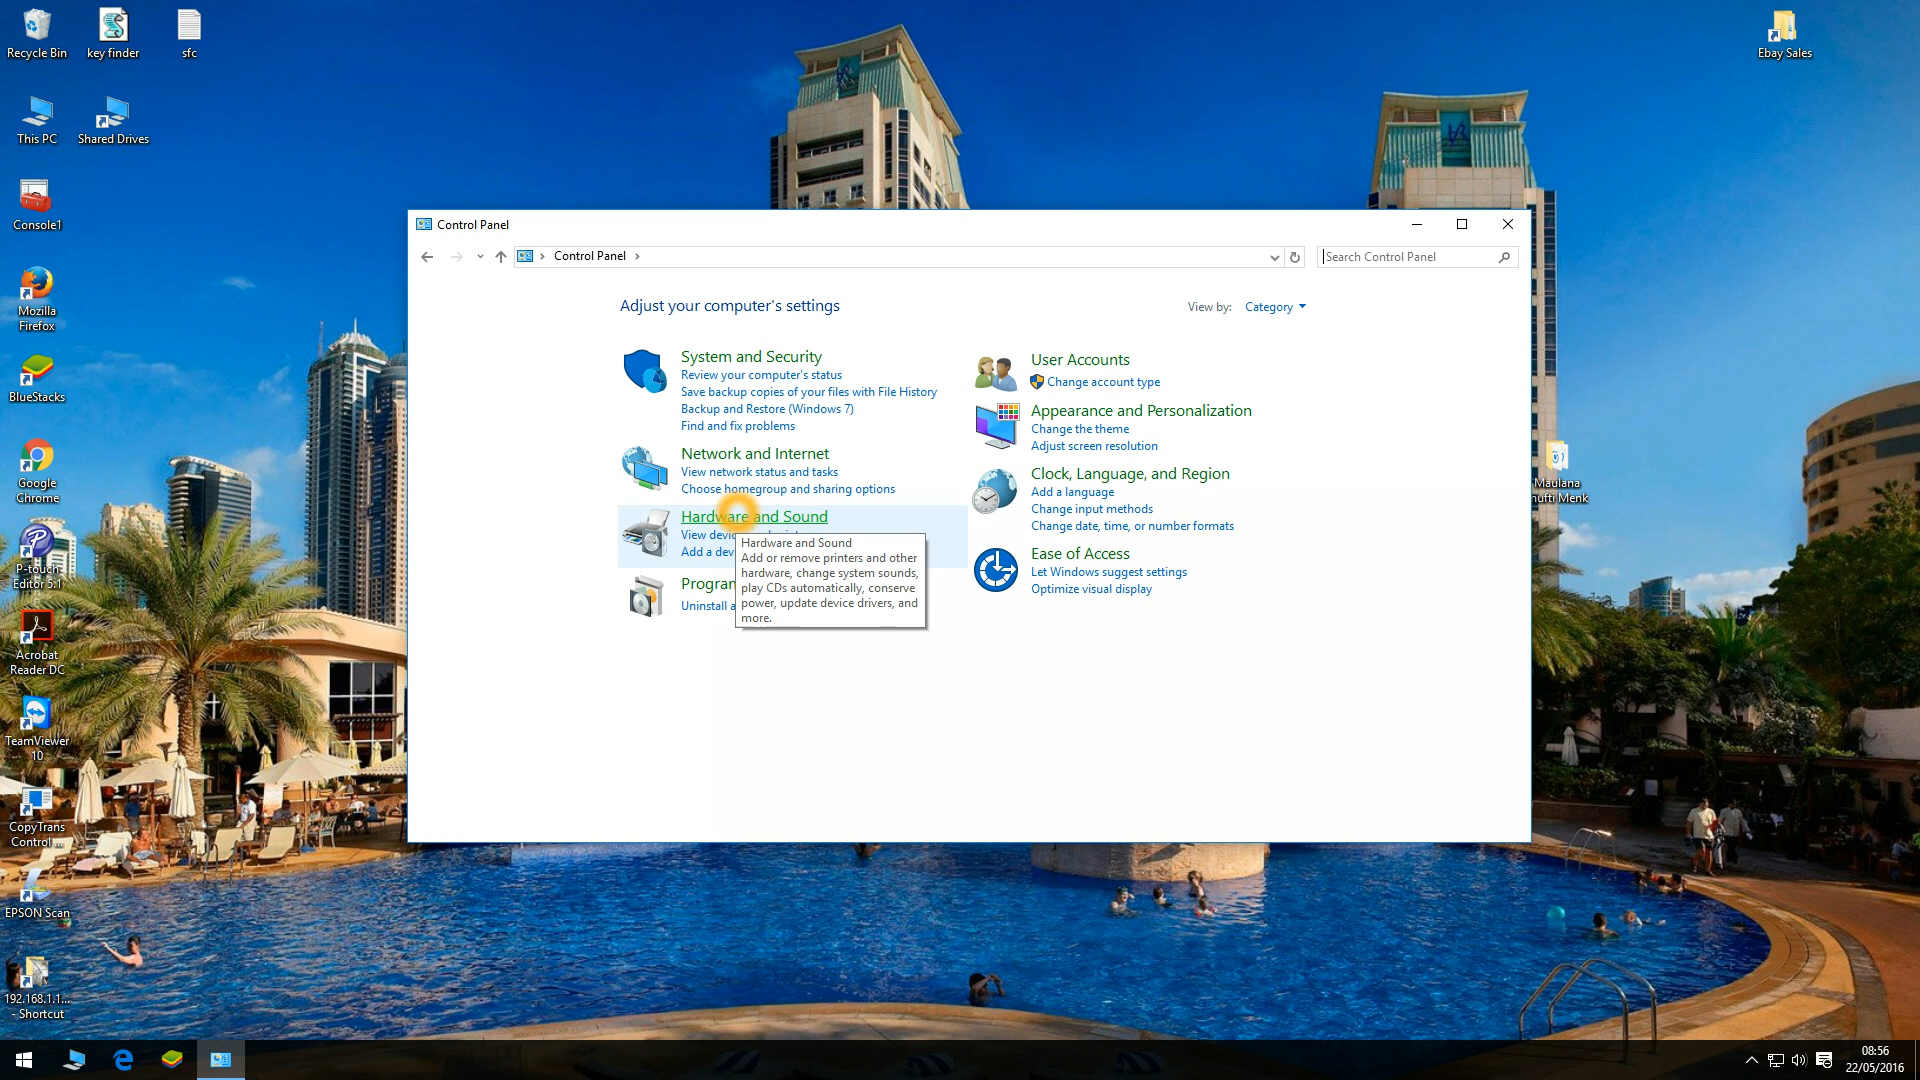 Recycle Bin
key finder
sfc
Ebay Sales
This PC
Shared Drives
Console1
Mozilla
Firefox
BlueStacks
Google
Chrome
P-touch
Editor 5.1
Acrobat
Reader DC
TeamViewer
10
CopyTrans
Control ...
EPSON Scan
192.168.1.1...
- Shortcut
Maulana
Menk
Control Panel
Control Panel
Search Control Panel
Adjust your computer's settings
View by: Category
System and Security
Review your computer's status
Save backup copies of your files with File History
Backup and Restore (Windows 7)
Find and fix problems
Network and Internet
View network status and tasks
Choose homegroup and sharing options
Hardware and Sound
View
Add a
Hardware and Sound
Add or remove printers and other
hardware, change system sounds,
play CDs automatically, conserve
power, update device drivers, and
more.
Uninstall a
User Accounts
Change account type
Appearance and Personalization
Change the theme
Adjust screen resolution
Clock, Language, and Region
Add a language
Change input methods
Change date, time, or number formats
Ease of Access
Let Windows suggest settings
Optimize visual display
08:56
22/05/2016